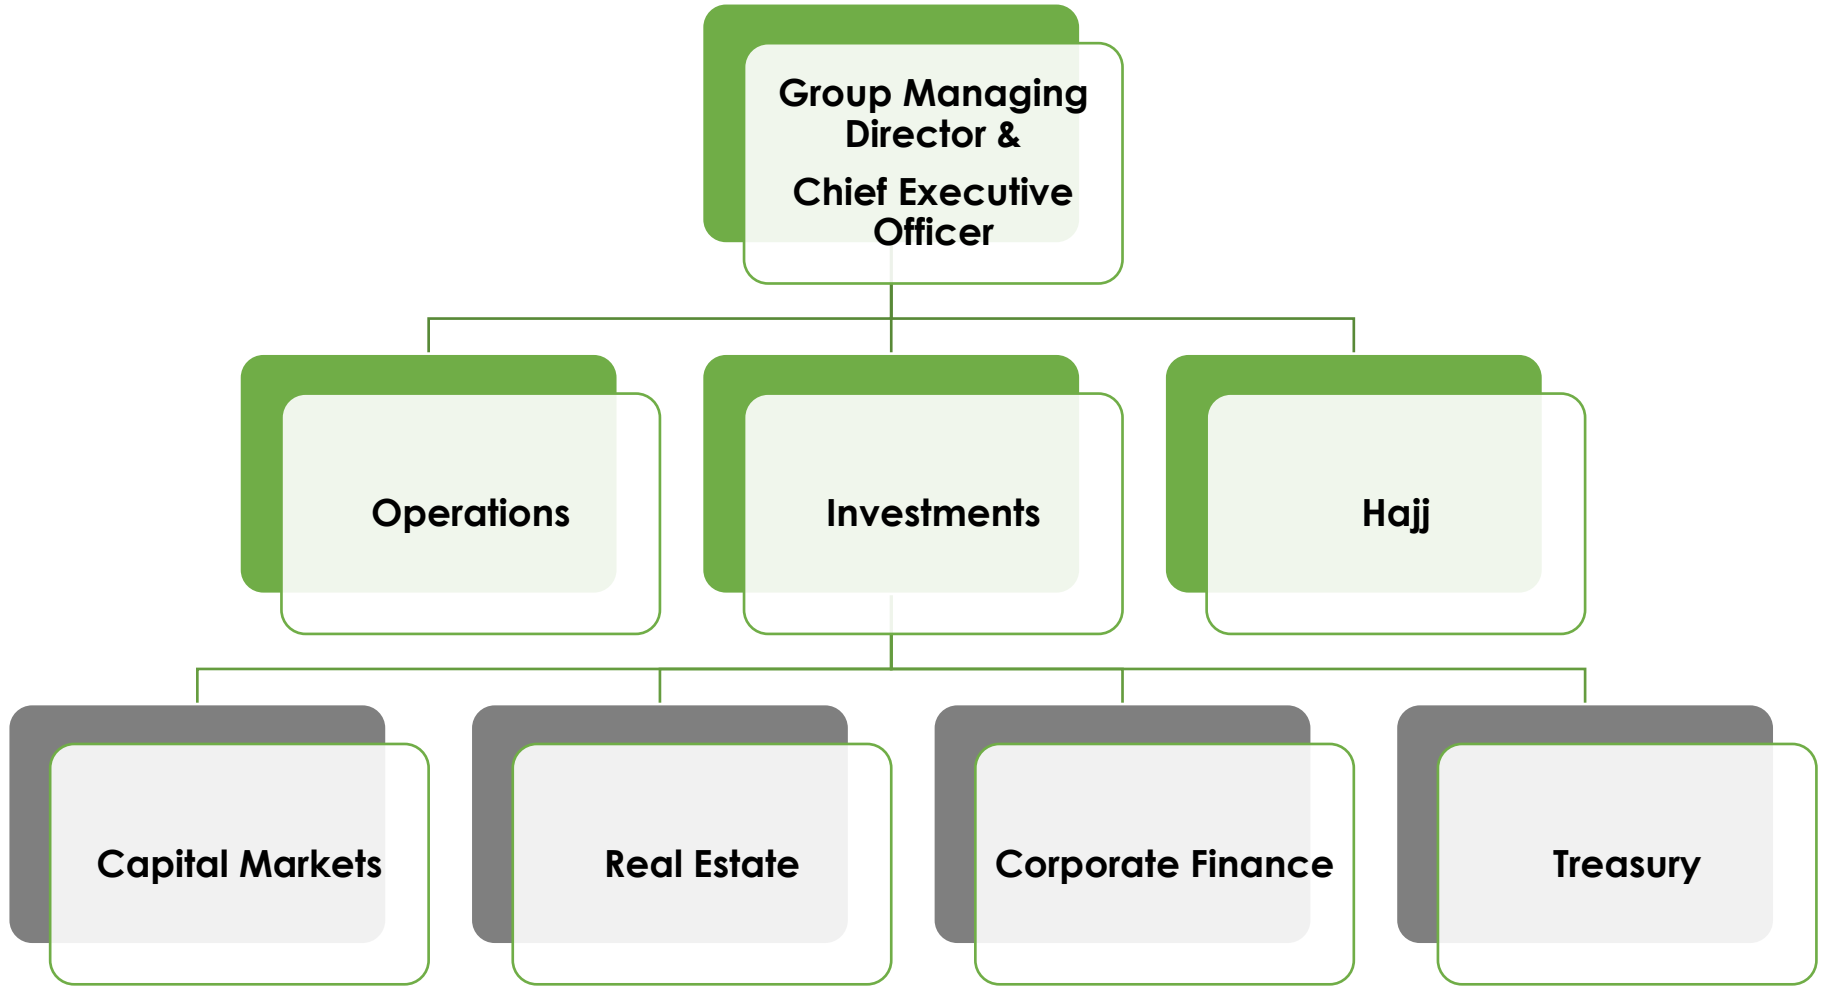 Group Managing
Director &
Chief Executive
Officer
Operations
Investments
Hajj
Capital Markets
Real Estate
Corporate Finance
Treasury